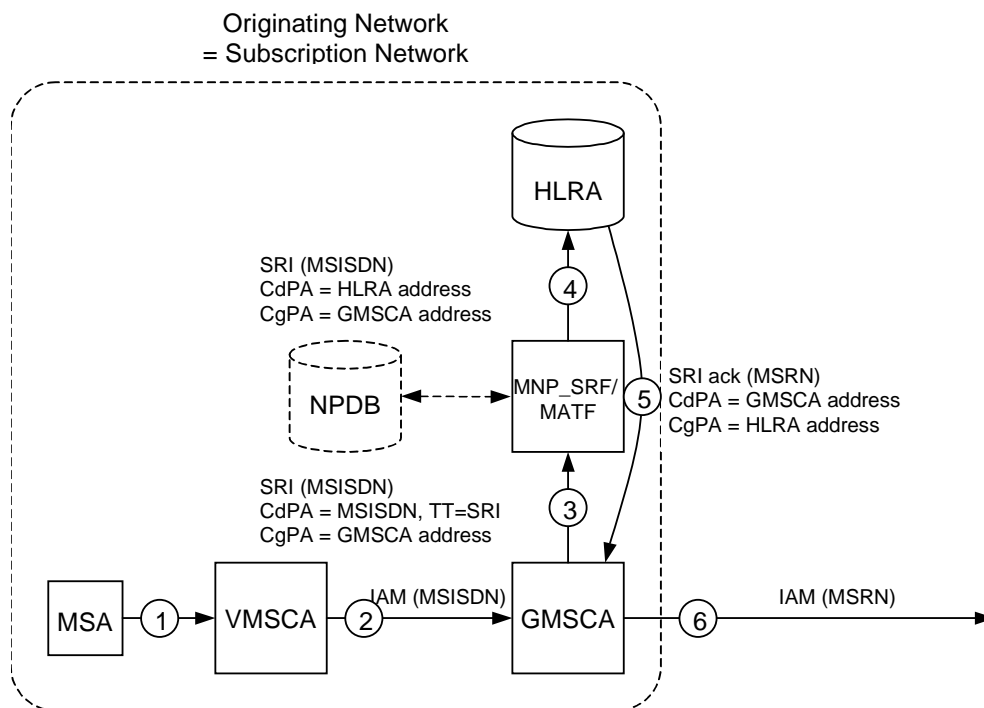 Originating Network
= Subscription Network
HLRA
SRI (MSISDN)
CdPA = HLRA address
CgPA = GMSCA address
4
NPDB
MNP_SRF/
MATF
5
SRI ack (MSRN)
CdPA = GMSCA address
CgPA = HLRA address
SRI (MSISDN)
CdPA = MSISDN, TT=SRI
CgPA = GMSCA address
3
MSA
1
VMSCA
IAM (MSISDN)
2
GMSCA
6
IAM (MSRN)